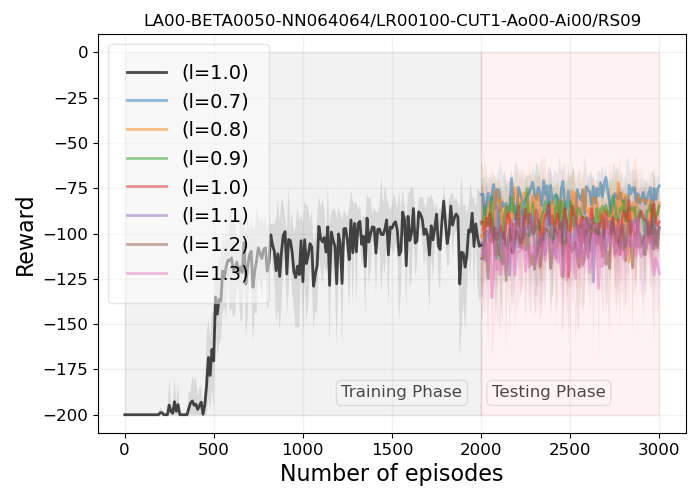 LA00-BETA0050-NN064064/LR00100-CUT1-Ao00-Ai00/RS09
0
−25
−50
−75
−100
−125
−150
−175
−200
Reward
(l=1.0)
(l=0.7)
(l=0.8)
(l=0.9)
(l=1.0)
(l=1.1)
(l=1.2)
(l=1.3)
Training Phase
Testing Phase
0
500
1000
1500
2000
2500
3000
Number of episodes